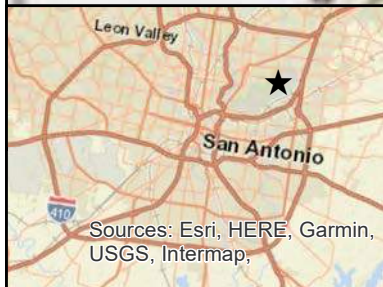 Leon Valley
San Antonio
410
Sources: Esri, HERE, Garmin,
USGS, Intermap,